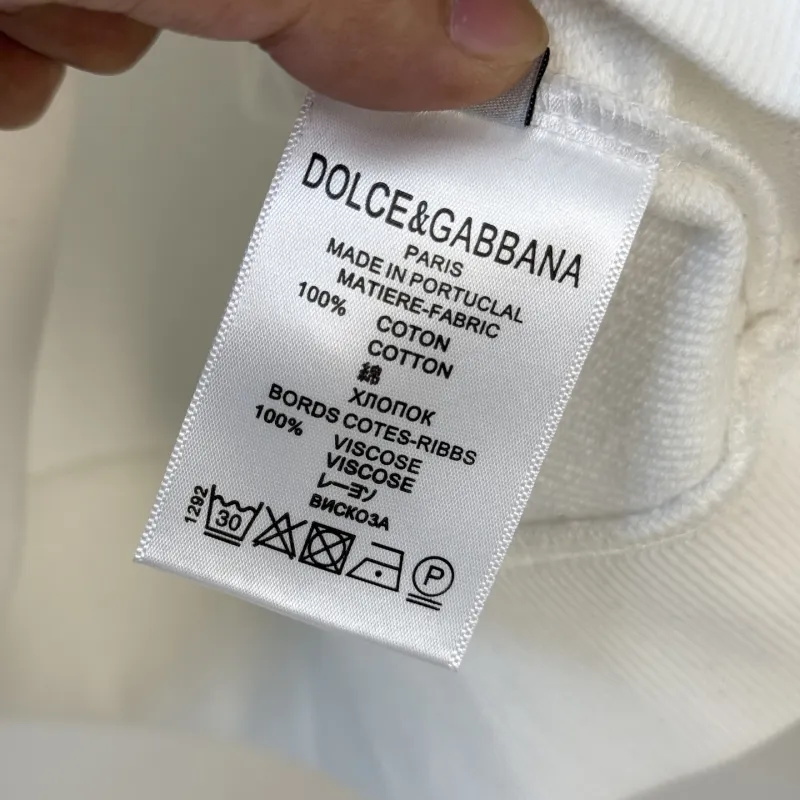 DOLCE&GABBANA
PARIS
MADE IN PORTUCLAL
MATIERE-FABRIC
100% COTON
COTTON
綿
ХЛОПОК
BORDS COTES-RIBBS
100% VISCOSE
VISCOSE
レーヨン
ВИСКОЗА
1292
30
P